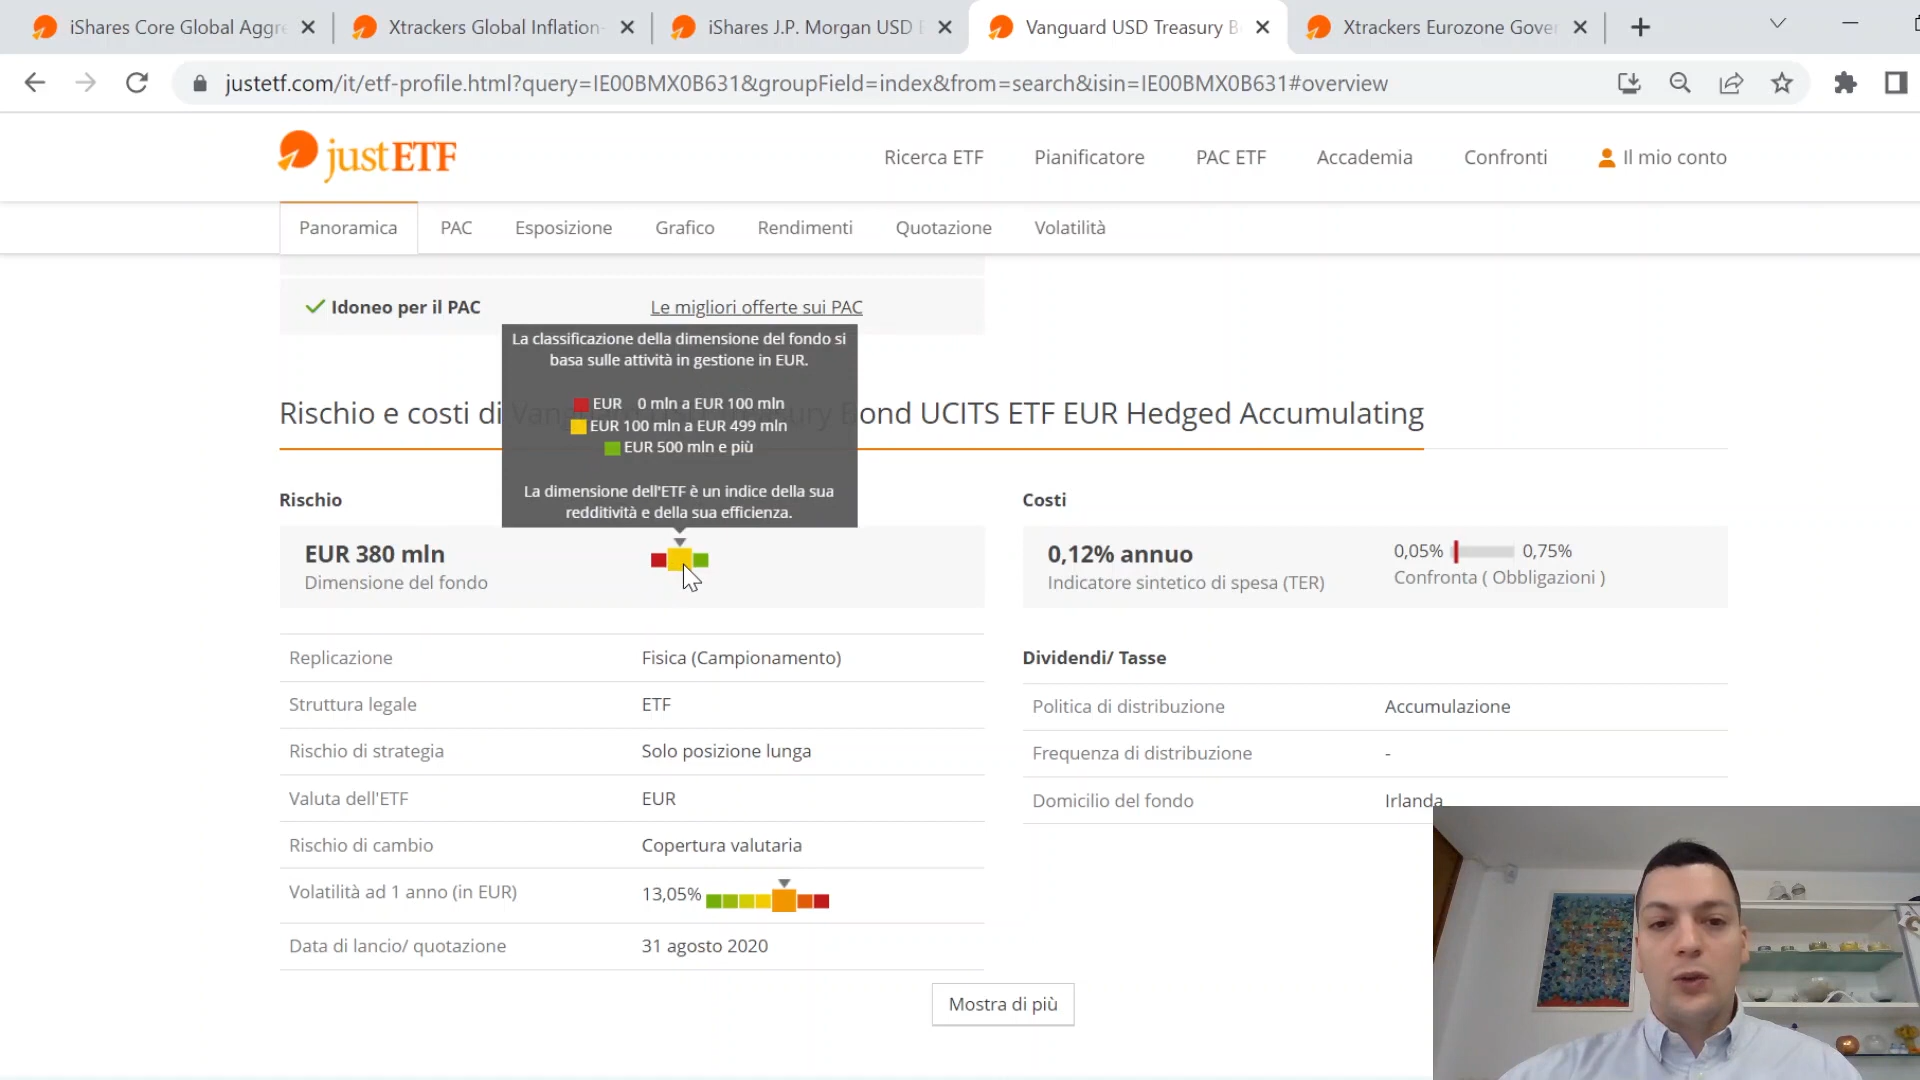 iShares Core Global Aggre
Xtrackers Global Inflation-
iShares J.P. Morgan USD E
Vanguard USD Treasury B
Xtrackers Eurozone Gover
justetf.com/it/etf-profile.html?query=IE00BMX0B631&groupField=index&from=search&isin=IE00BMX0B631#overview
justETF
Ricerca ETF
Pianificatore
PAC ETF
Accademia
Confronti
Il mio conto
Panoramica
PAC
Esposizione
Grafico
Rendimenti
Quotazione
Volatilità
Idoneo per il PAC
Le migliori offerte sui PAC
La classificazione della dimensione del fondo si
basa sulle attività in gestione in EUR.
EUR 0 mln a EUR 100 mln
EUR 100 mln a EUR 499 mln
EUR 500 mln e più
La dimensione dell'ETF è un indice della sua
redditività e della sua efficienza.
Rischio e costi di Vanguard USD Treasury Bond UCITS ETF EUR Hedged Accumulating
Rischio
EUR 380 mln
Dimensione del fondo
Replicazione
Fisica (Campionamento)
Struttura legale
ETF
Rischio di strategia
Solo posizione lunga
Valuta dell'ETF
EUR
Rischio di cambio
Copertura valutaria
Volatilità ad 1 anno (in EUR)
13,05%
Data di lancio/ quotazione
31 agosto 2020
Costi
0,12% annuo
Indicatore sintetico di spesa (TER)
0,05%
0,75%
Confronta ( Obbligazioni )
Dividendi/ Tasse
Politica di distribuzione
Accumulazione
Frequenza di distribuzione
-
Domicilio del fondo
Irlanda
Mostra di più